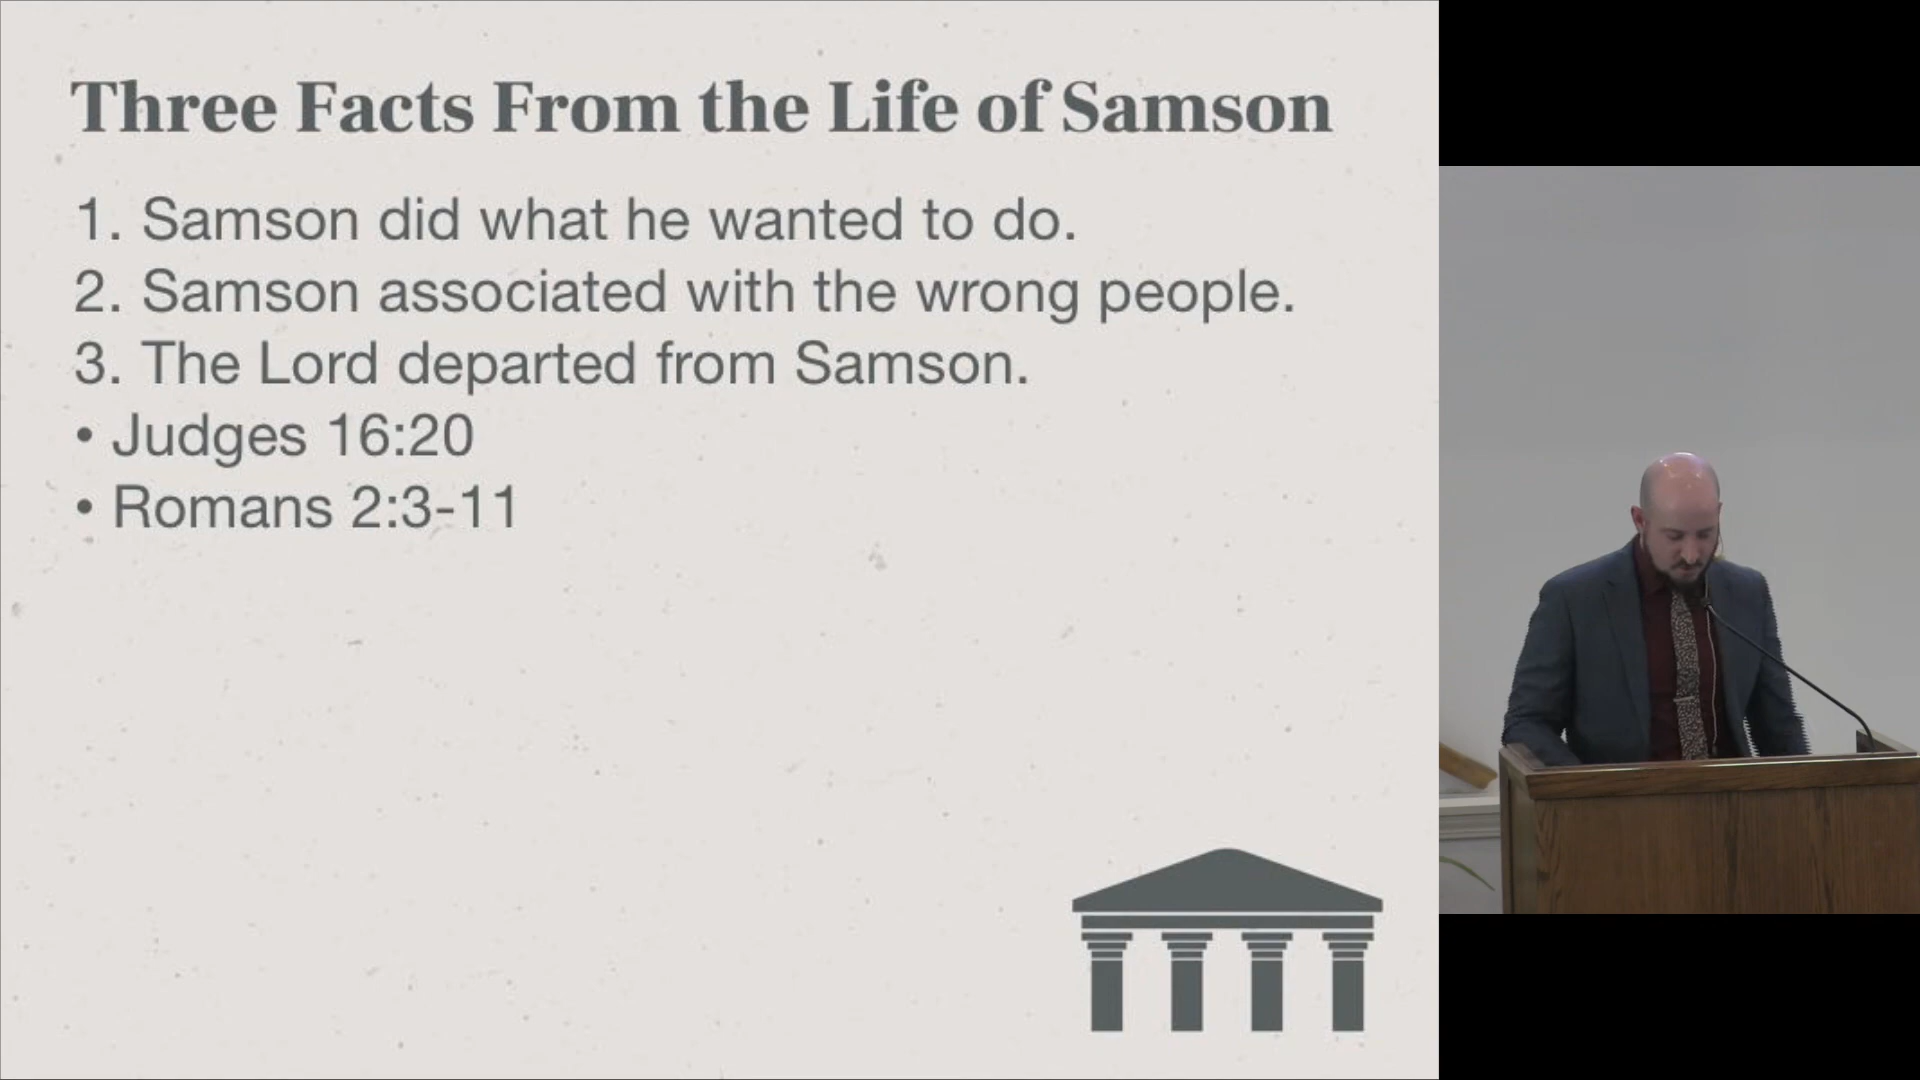 Three Facts From the Life of Samson
1. Samson did what he wanted to do.
2. Samson associated with the wrong people.
3. The Lord departed from Samson.
• Judges 16:20
• Romans 2:3-11